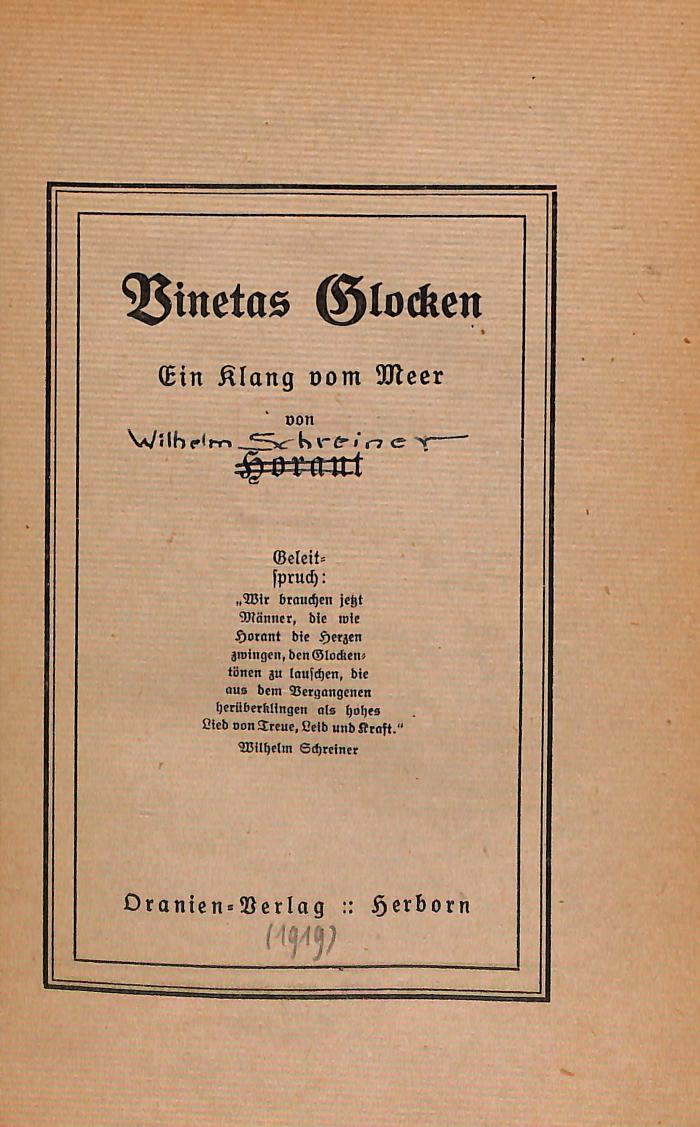 Vinetas Glocken
Ein Klang vom Meer
von
Wilhelm Schreiner
Horant
Geleit-
spruch:
„Wir brauchen jetzt
Männer, die wie
Horant die Herzen
zwingen, den Glocken-
tönen zu lauschen, die
aus dem Vergangenen
herüberklingen als hohes
Lied von Treue, Leid und Kraft.“
Wilhelm Schreiner
Oranien-Verlag :: Herborn
(1919)